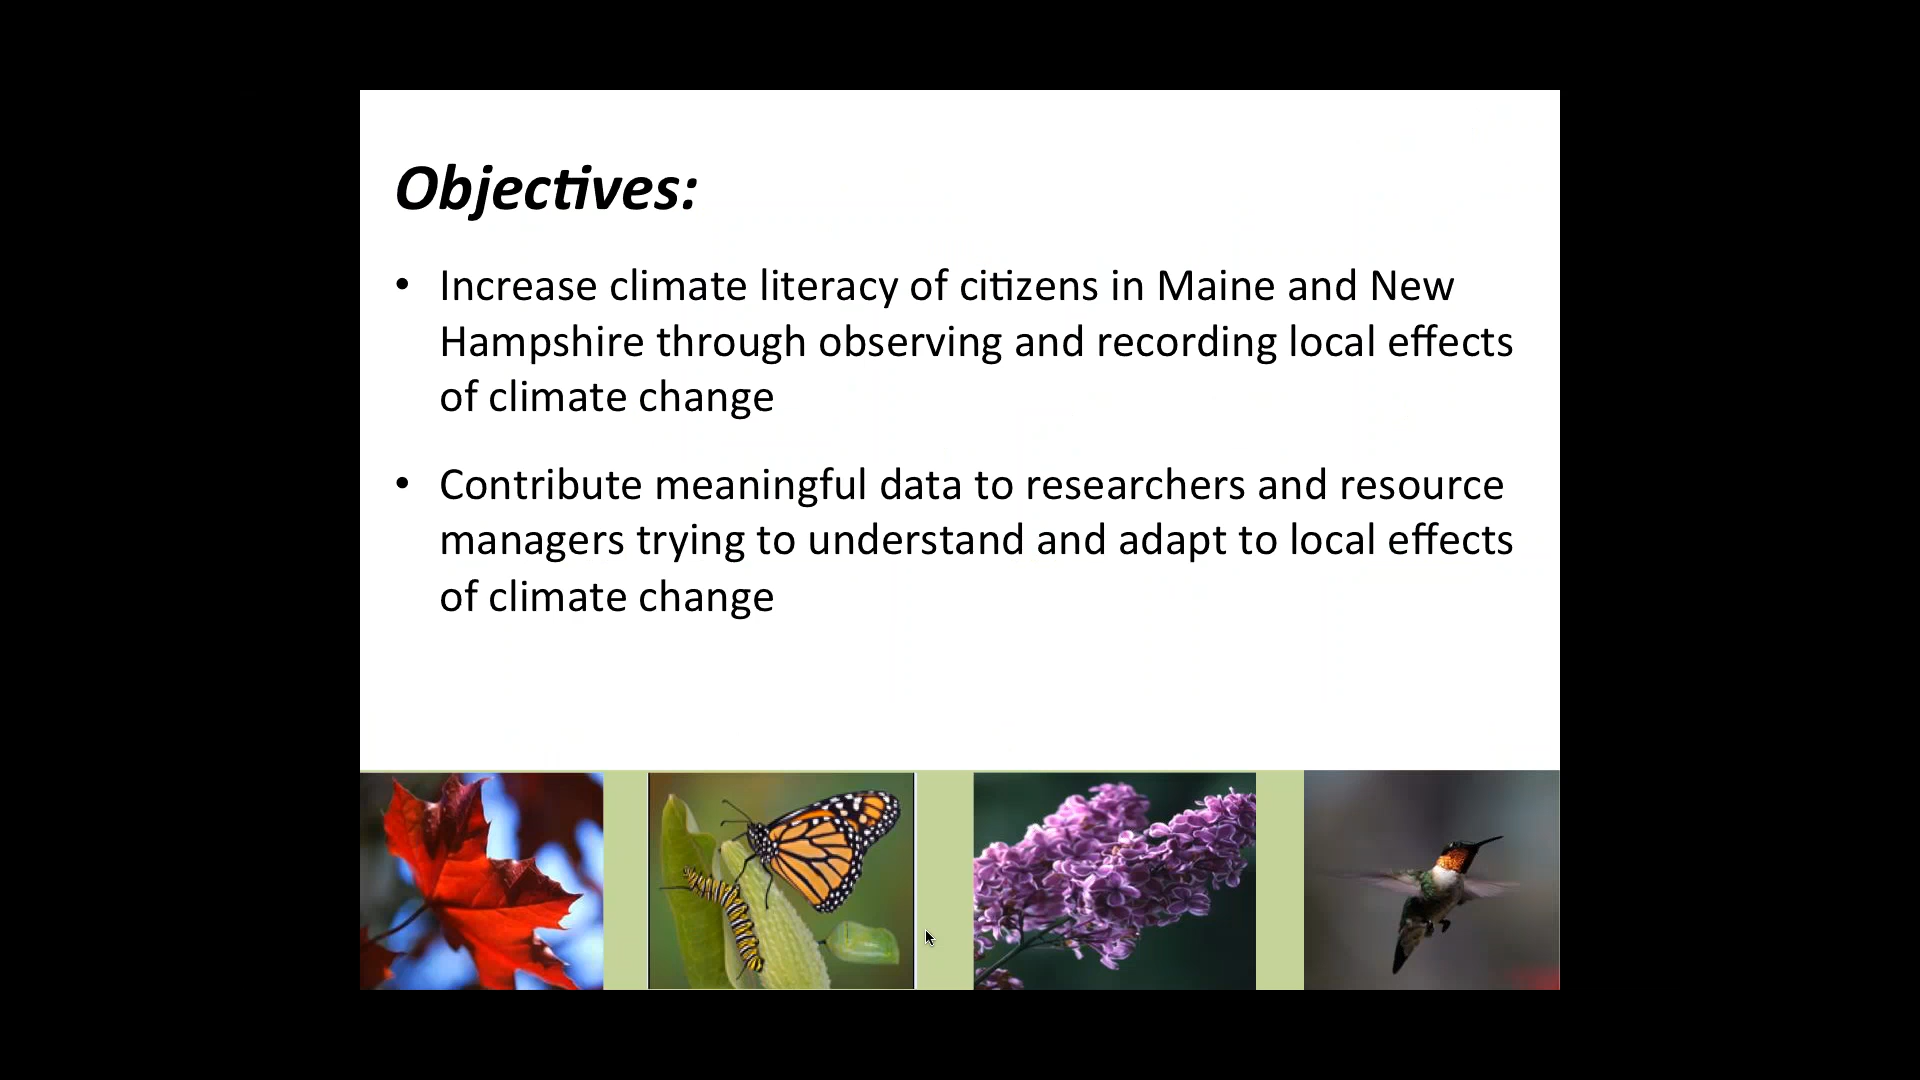 Objectives:
• Increase climate literacy of citizens in Maine and New
Hampshire through observing and recording local effects
of climate change
• Contribute meaningful data to researchers and resource
managers trying to understand and adapt to local effects
of climate change